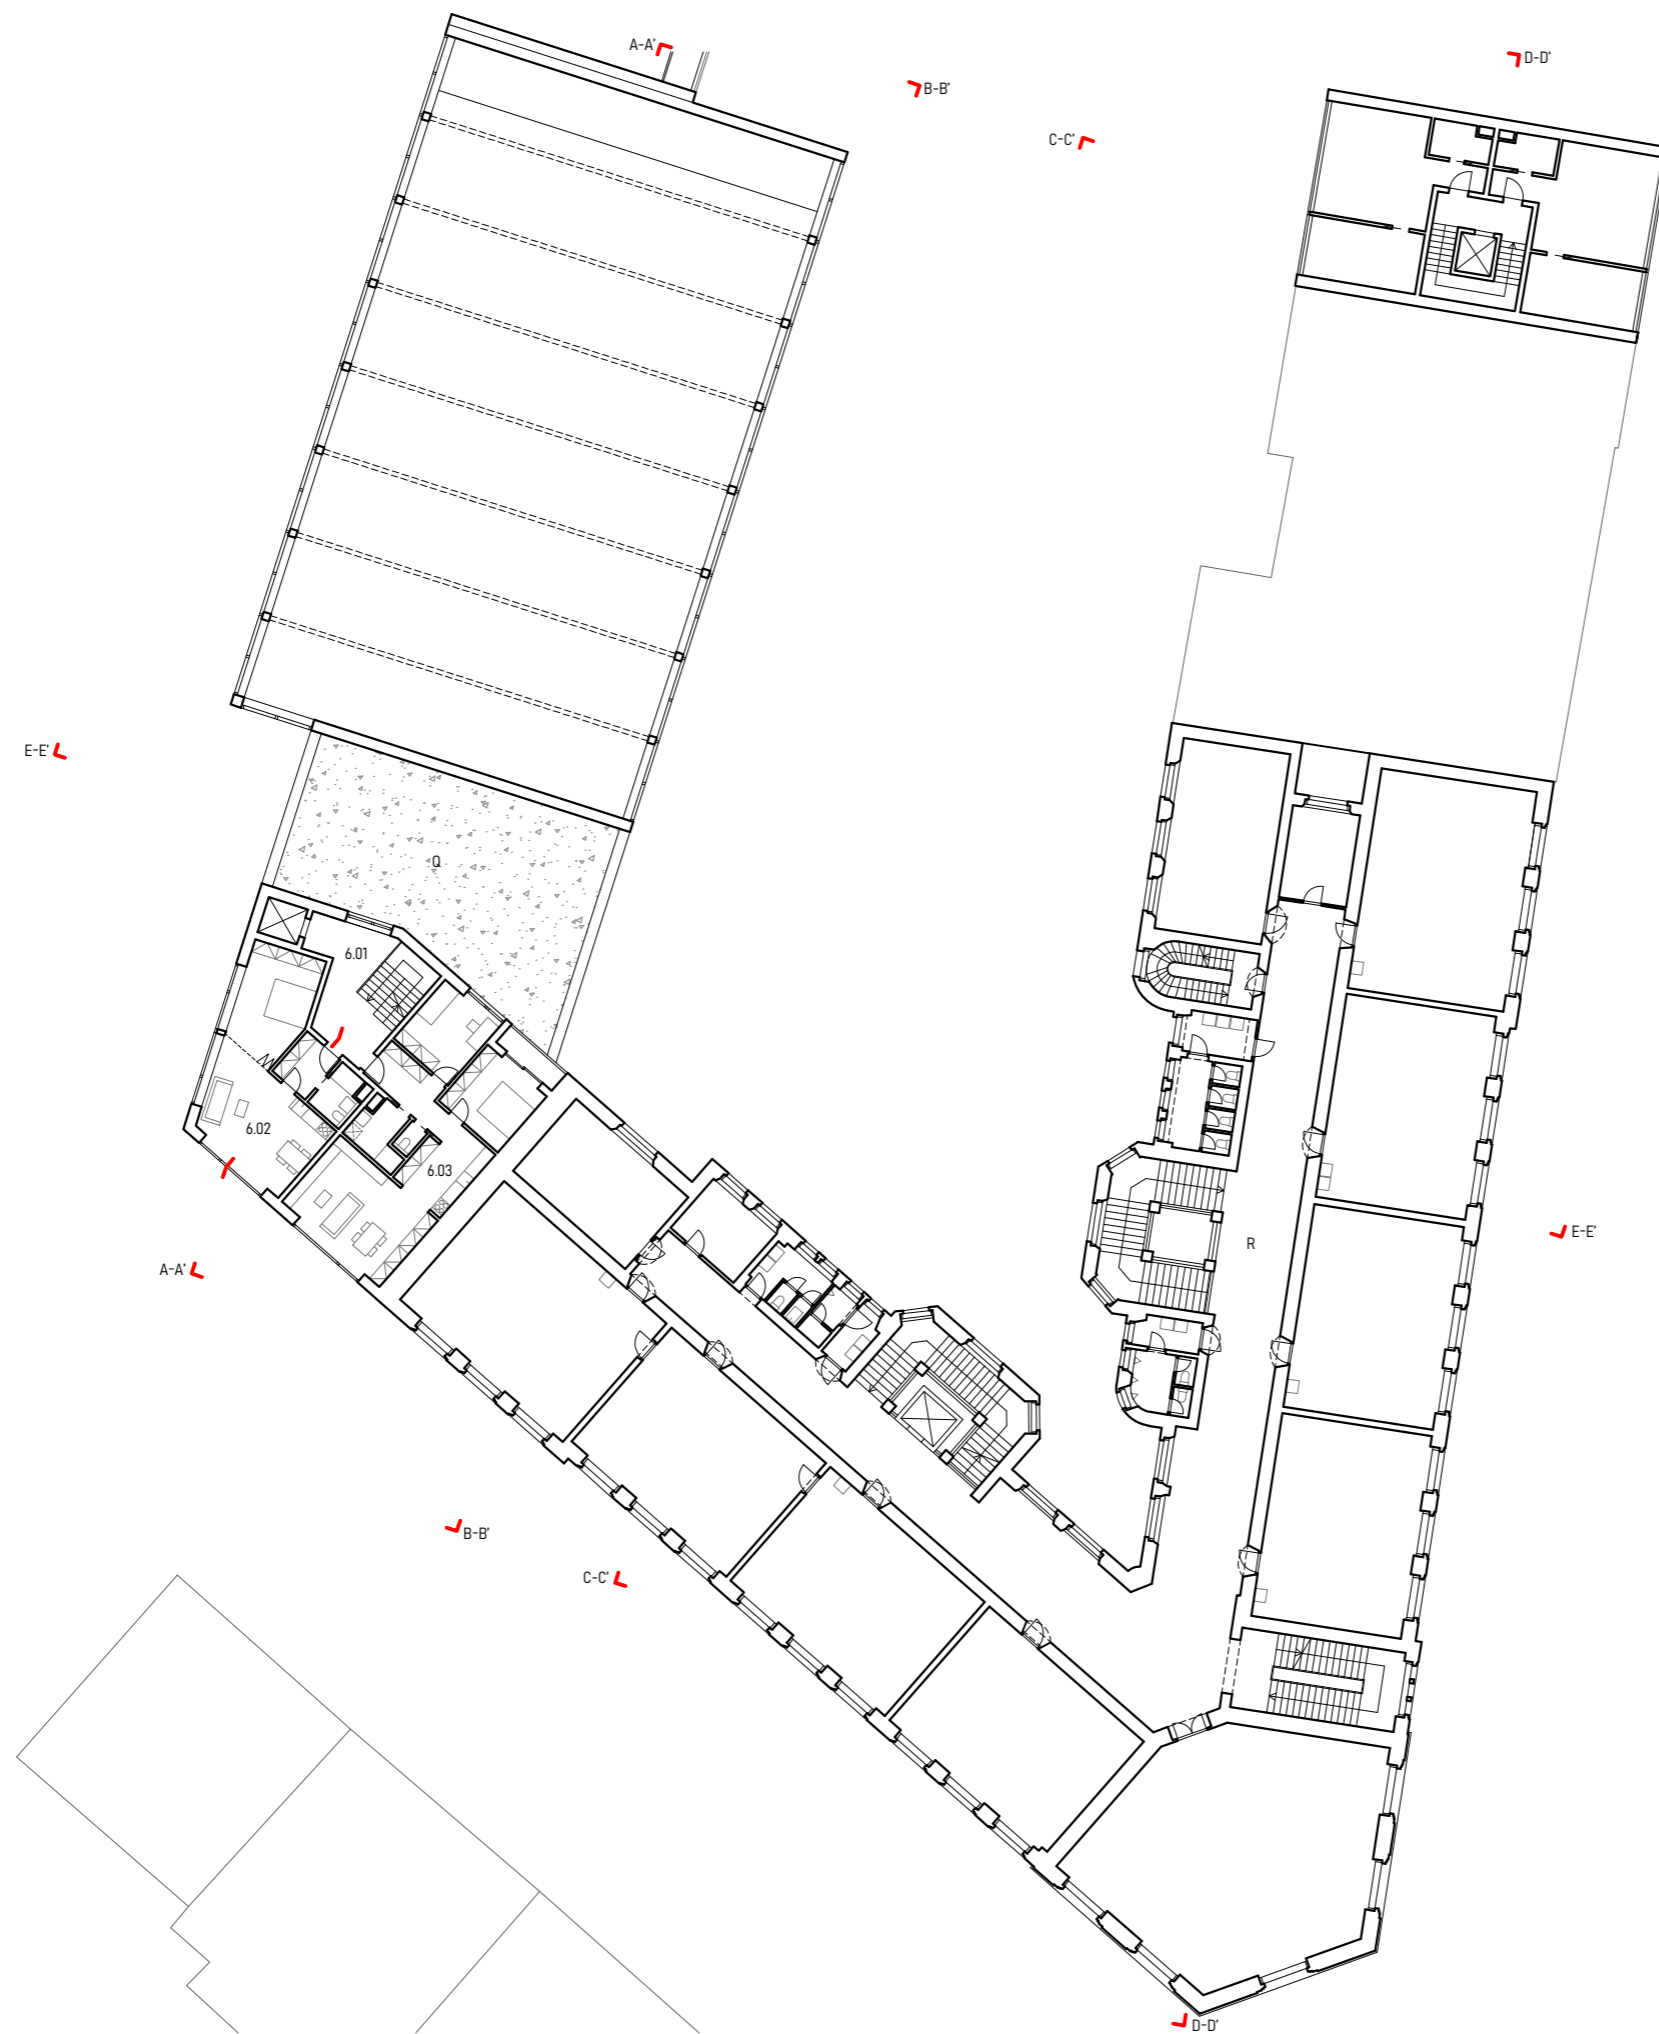 A-A'
D-D'
B-B'
C-C'
E-E'
Q
6.01
6.02
6.03
E-E'
R
A-A'
B-B'
C-C'
D-D'